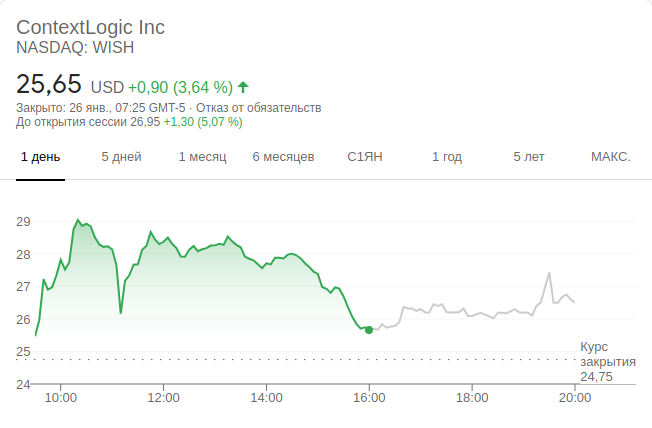 ContextLogic Inc
NASDAQ: WISH
25,65 USD +0,90 (3,64 %)
Закрыто: 26 янв., 07:25 GMT-5 · Отказ от обязательств
До открытия сессии 26,95 +1,30 (5,07 %)
1 день 5 дней 1 месяц 6 месяцев С1ЯН 1 год 5 лет МАКС.
29
28
27
26
25
24
Курс
закрытия
24,75
10:00 12:00 14:00 16:00 18:00 20:00